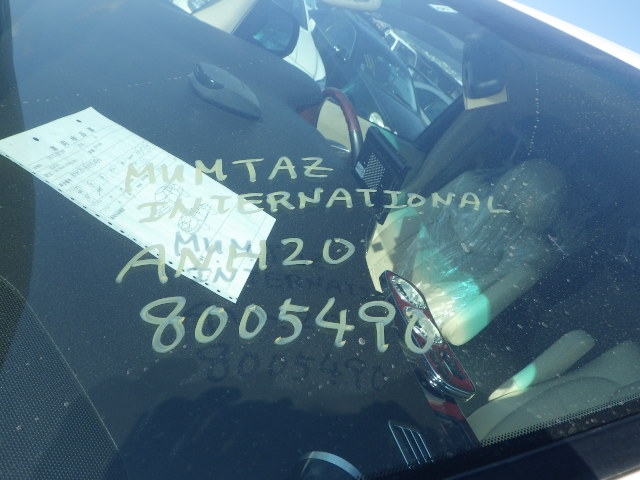 MUMTAZ
INTERNATIONAL
ANH20
8005490